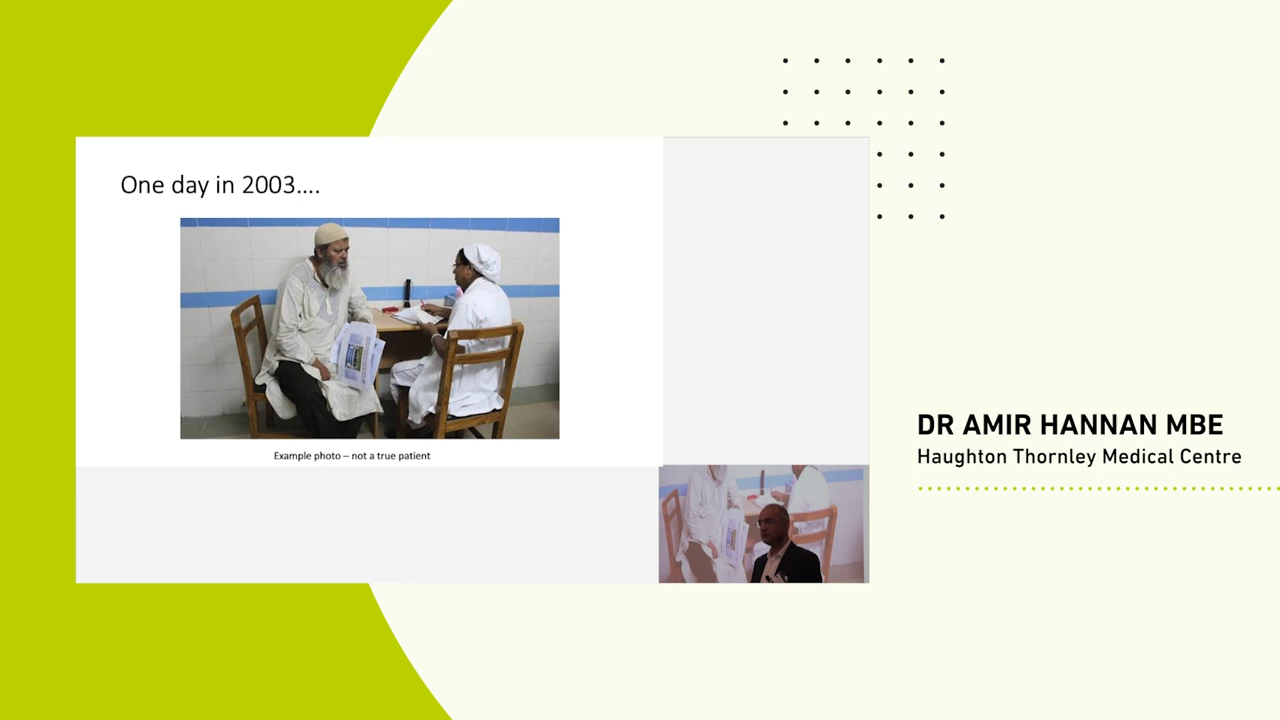 One day in 2003....
Example photo – not a true patient
DR AMIR HANNAN MBE
Haughton Thornley Medical Centre